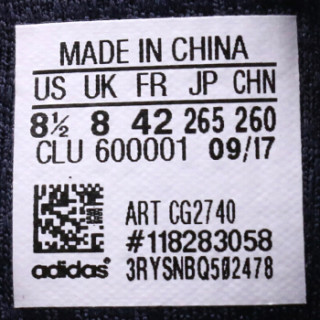 MADE IN CHINA
US UK FR JP CHN
8½ 8 42 265 260
CLU 600001 09/17
ART CG2740
#118283058
adidas® 3RYSNBQ502478